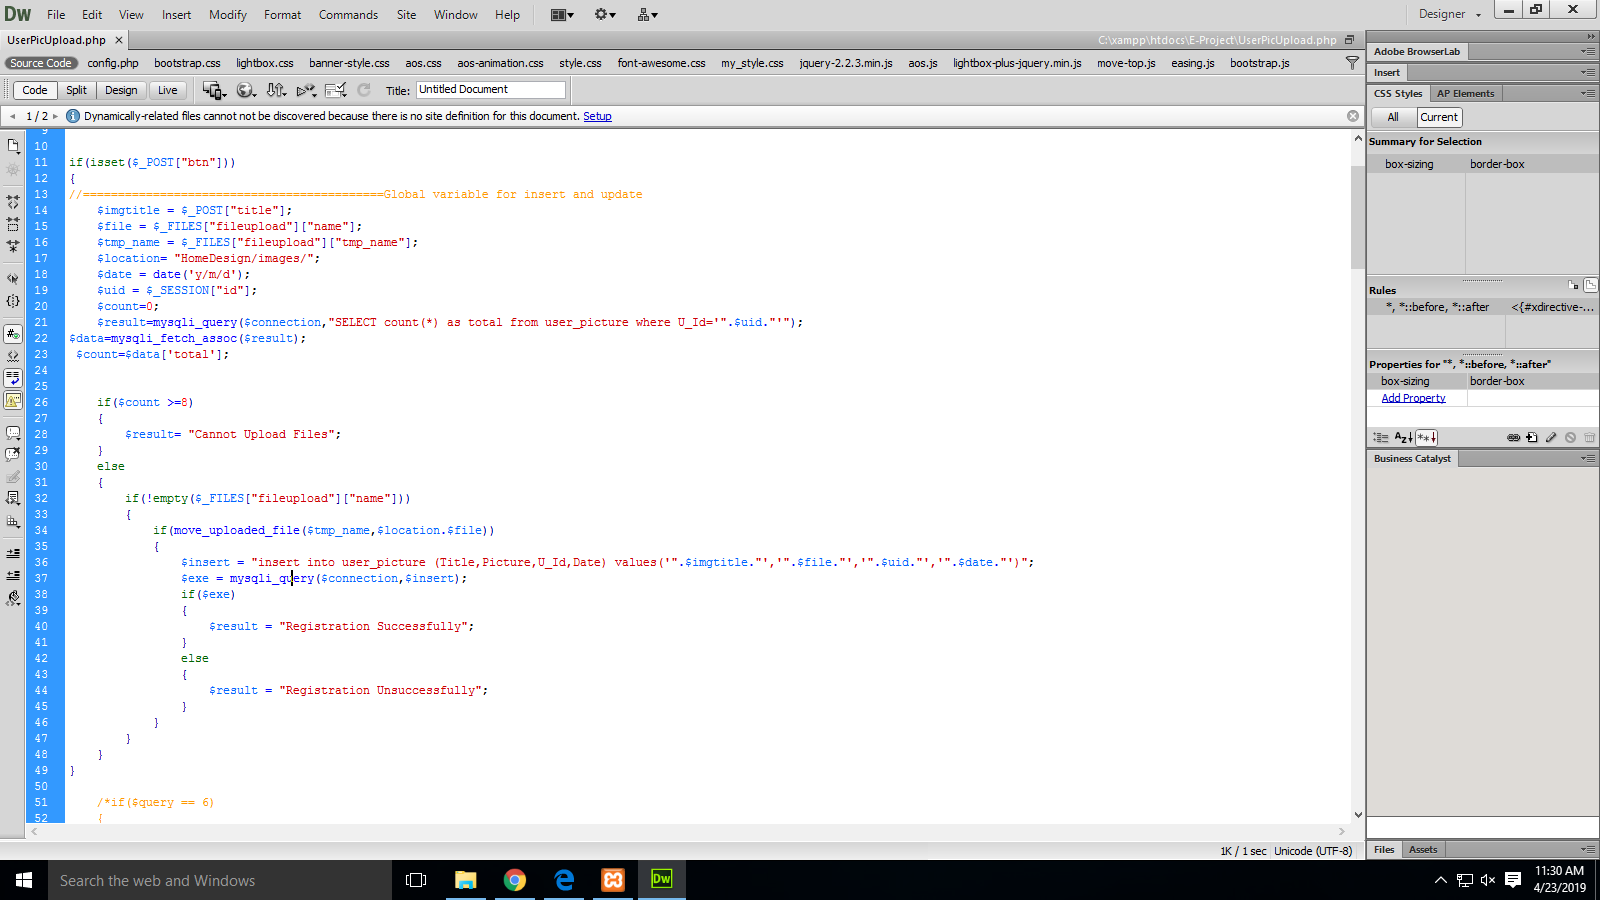 Dw File Edit View Insert Modify Format Commands Site Window Help Designer
UserPicUpload.php C:\xampp\htdocs\E-Project\UserPicUpload.php
Source Code config.php bootstrap.css lightbox.css banner-style.css aos.css aos-animation.css style.css font-awesome.css my_style.css jquery-2.2.3.min.js aos.js lightbox-plus-jquery.min.js move-top.js easing.js bootstrap.js
Code Split Design Live Title: Untitled Document
1 / 2 Dynamically-related files cannot not be discovered because there is no site definition for this document. Setup
9
10
11 if(isset($_POST["btn"]))
12 {
13 //===========================================Global variable for insert and update
14 $imgtitle = $_POST["title"];
15 $file = $_FILES["fileupload"]["name"];
16 $tmp_name = $_FILES["fileupload"]["tmp_name"];
17 $location= "HomeDesign/images/";
18 $date = date('y/m/d');
19 $uid = $_SESSION["id"];
20 $count=0;
21 $result=mysqli_query($connection,"SELECT count(*) as total from user_picture where U_Id='".$uid."'");
22 $data=mysqli_fetch_assoc($result);
23 $count=$data['total'];
24
25
26 if($count >=8)
27 {
28 $result= "Cannot Upload Files";
29 }
30 else
31 {
32 if(!empty($_FILES["fileupload"]["name"]))
33 {
34 if(move_uploaded_file($tmp_name,$location.$file))
35 {
36 $insert = "insert into user_picture (Title,Picture,U_Id,Date) values('".$imgtitle."','".$file."','".$uid."','".$date."')";
37 $exe = mysqli_query($connection,$insert);
38 if($exe)
39 {
40 $result = "Registration Successfully";
41 }
42 else
43 {
44 $result = "Registration Unsuccessfully";
45 }
46 }
47 }
48 }
49 }
50
51 /*if($query == 6)
52 {
1K / 1 sec Unicode (UTF-8)
Adobe BrowserLab
Insert
CSS Styles AP Elements
All Current
Summary for Selection
box-sizing border-box
Rules
*, *::before, *::after <{#xdirective-...
Properties for "*, *::before, *::after"
box-sizing border-box
Add Property
Business Catalyst
Files Assets
Search the web and Windows
Dw
11:30 AM
4/23/2019